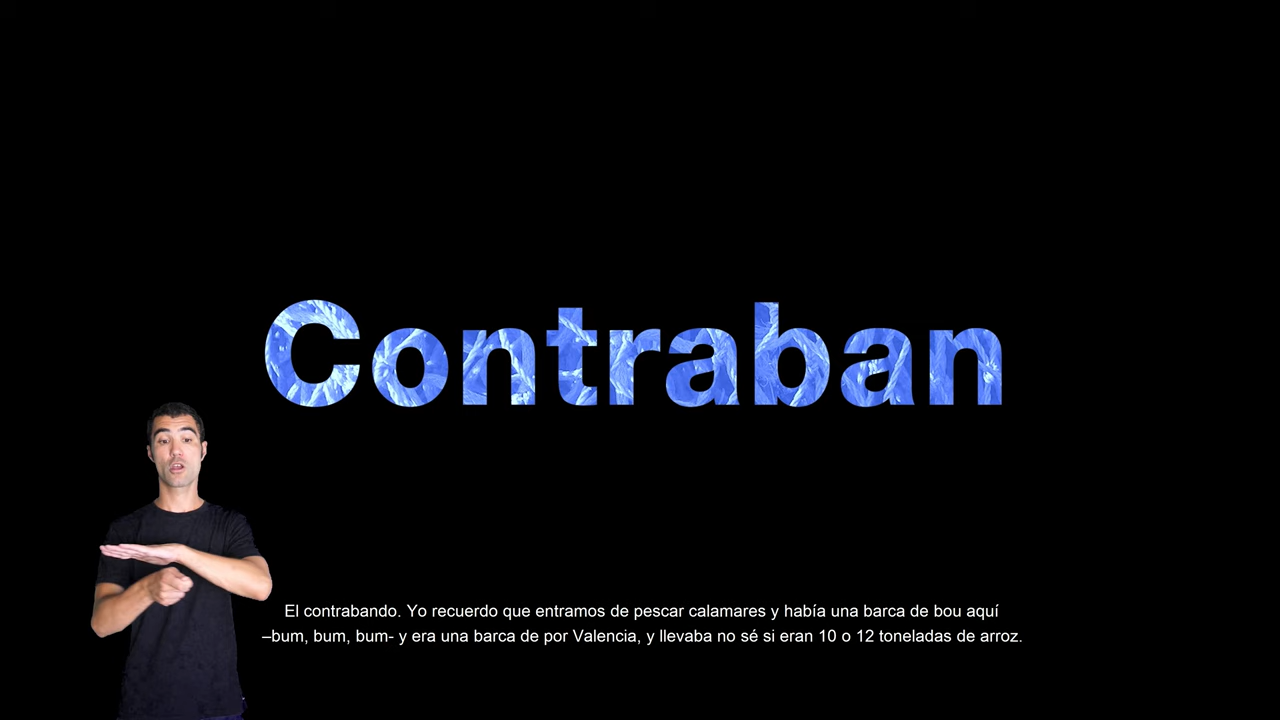 Contraban
El contrabando. Yo recuerdo que entramos de pescar calamares y había una barca de bou aquí
–bum, bum, bum- y era una barca de por Valencia, y llevaba no sé si eran 10 o 12 toneladas de arroz.